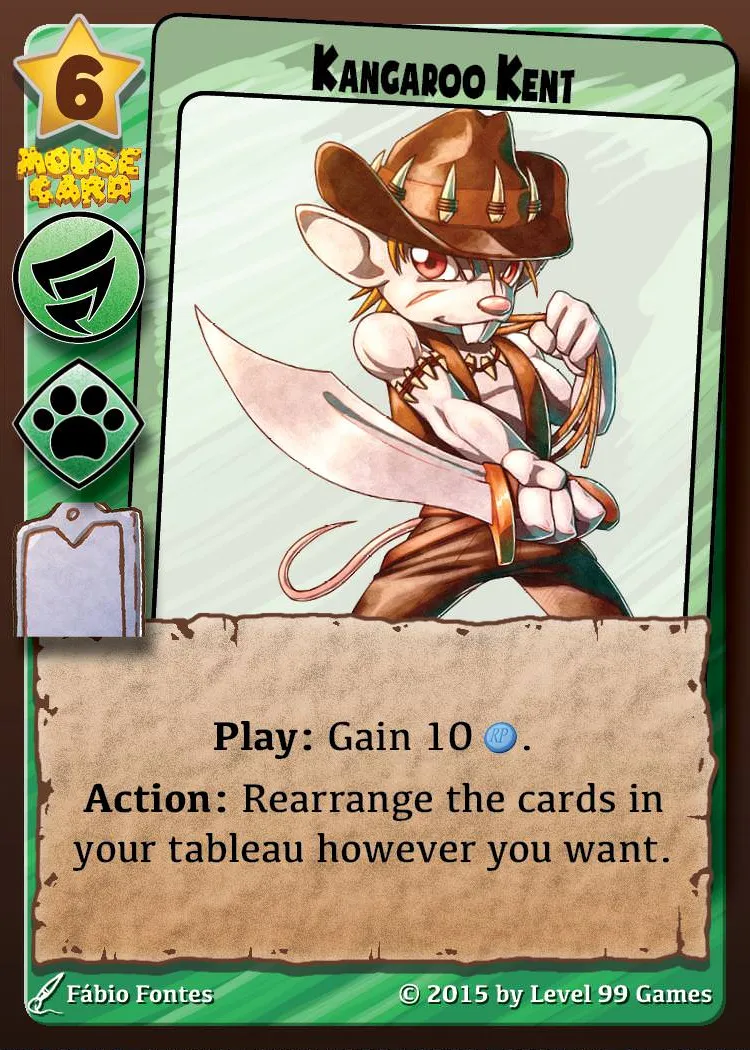 6
Kangaroo Kent
MOUSE
CARD
Play: Gain 10 RP.
Action: Rearrange the cards in
your tableau however you want.
Fábio Fontes
© 2015 by Level 99 Games